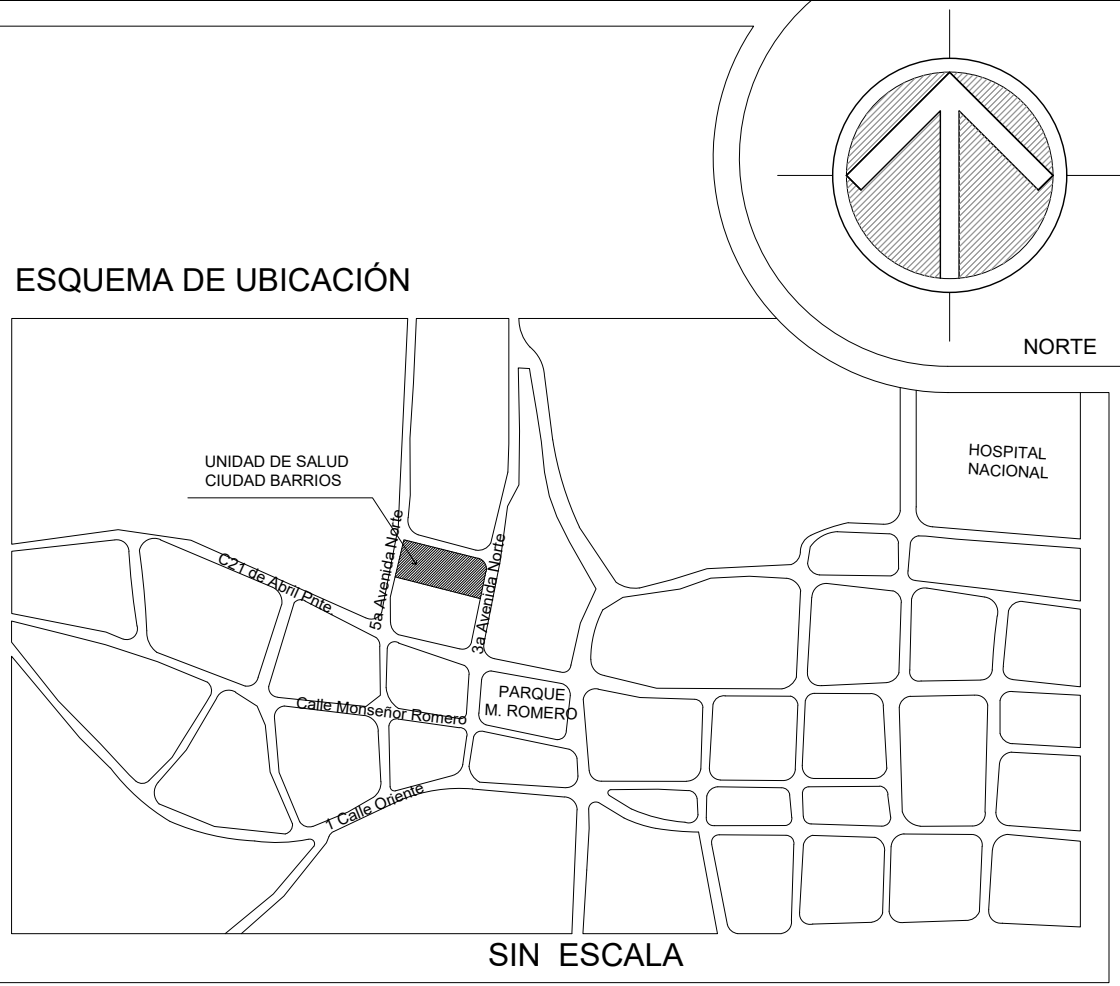 ESQUEMA DE UBICACIÓN
NORTE
HOSPITAL
NACIONAL
UNIDAD DE SALUD
CIUDAD BARRIOS
5a Avenida Norte
3a Avenida Norte
C21 de Abril Pnte
PARQUE
M. ROMERO
Calle Monseñor Romero
1 Calle Oriente
SIN ESCALA